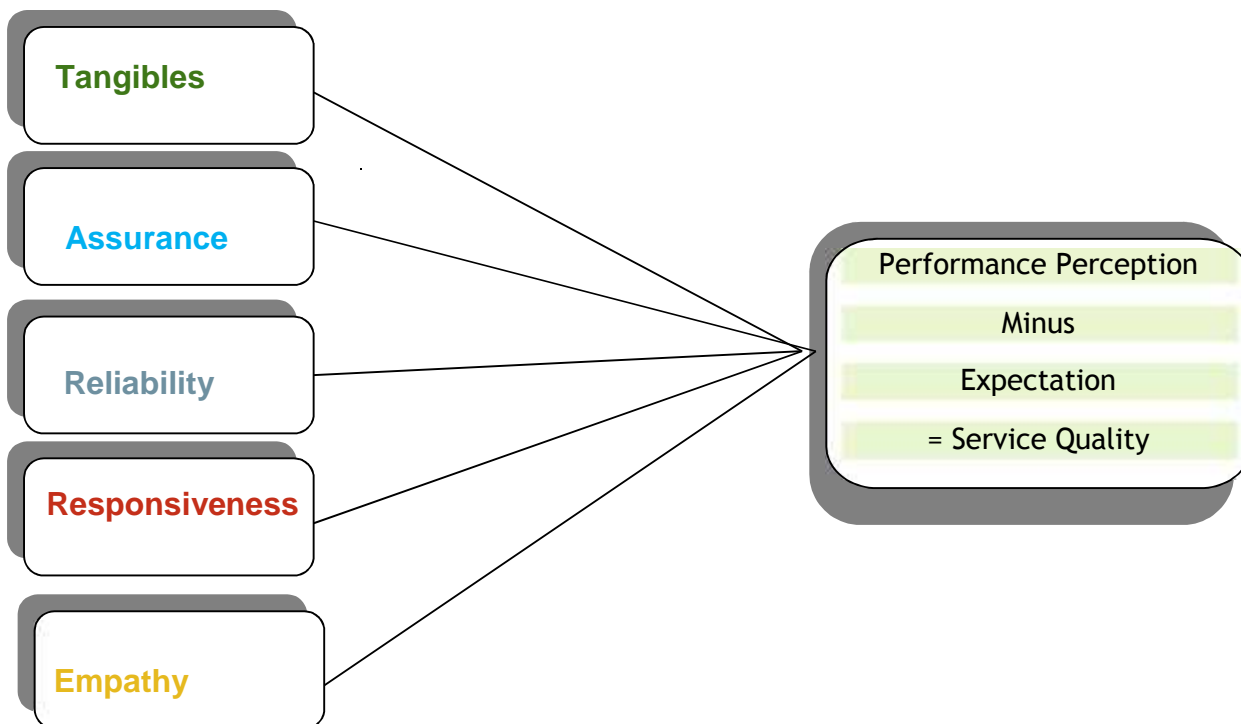 Tangibles
Assurance
Reliability
Responsiveness
Empathy
Performance Perception
Minus
Expectation
= Service Quality